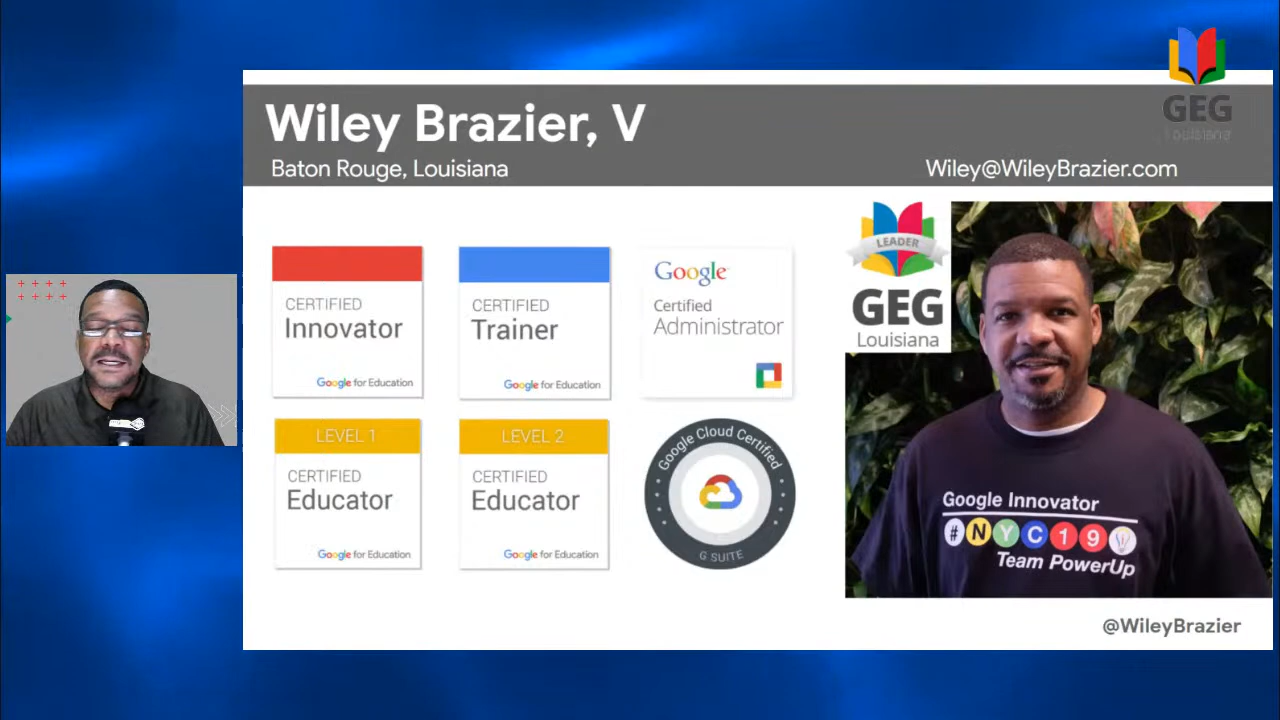 GEG
Louisiana
Wiley Brazier, V
Baton Rouge, Louisiana
Wiley@WileyBrazier.com
CERTIFIED
Innovator
Google for Education
CERTIFIED
Trainer
Google for Education
Google
Certified
Administrator
LEVEL 1
CERTIFIED
Educator
Google for Education
LEVEL 2
CERTIFIED
Educator
Google for Education
Google Cloud Certified
G SUITE
LEADER
GEG
Louisiana
Google Innovator
#NYC19
Team PowerUp
@WileyBrazier